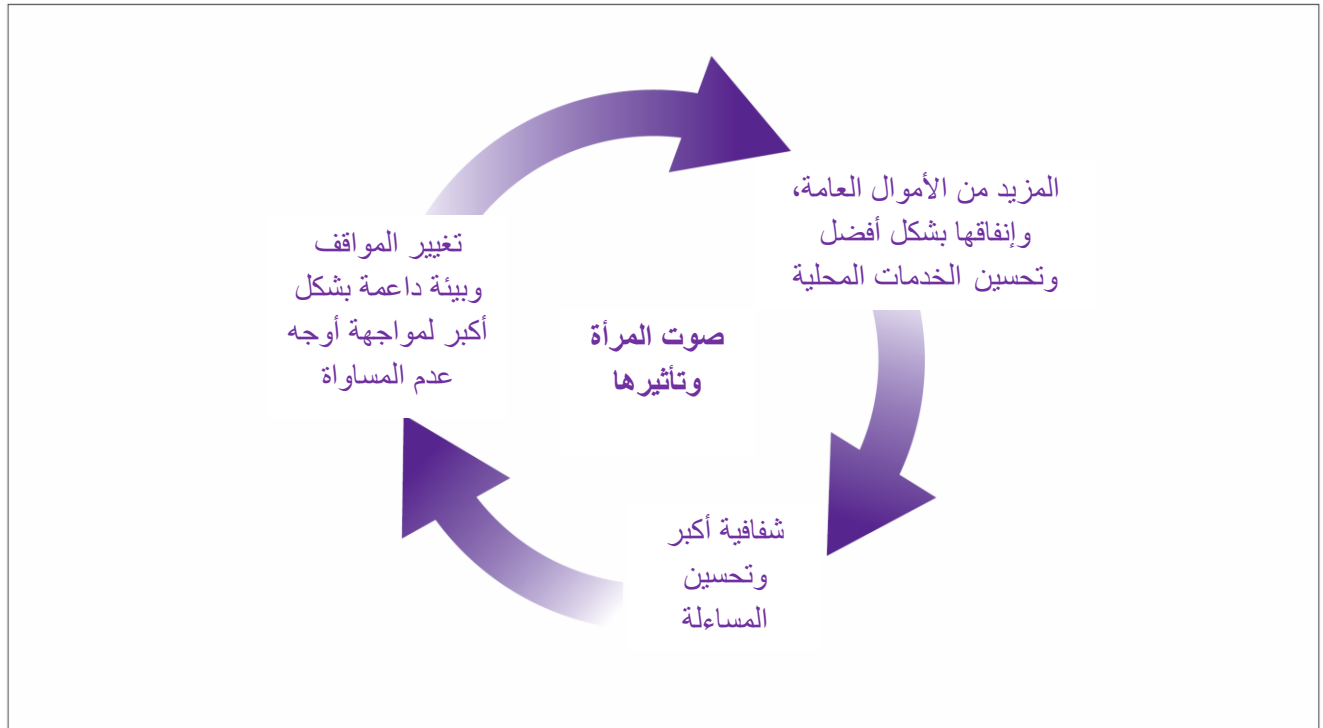 المزيد من الأموال العامة،
وإنفاقها بشكل أفضل
وتحسين الخدمات المحلية
تغيير المواقف
وبيئة داعمة بشكل
أكبر لمواجهة أوجه
عدم المساواة
صوت المرأة
وتأثيرها
شفافية أكبر
وتحسين
المساءلة